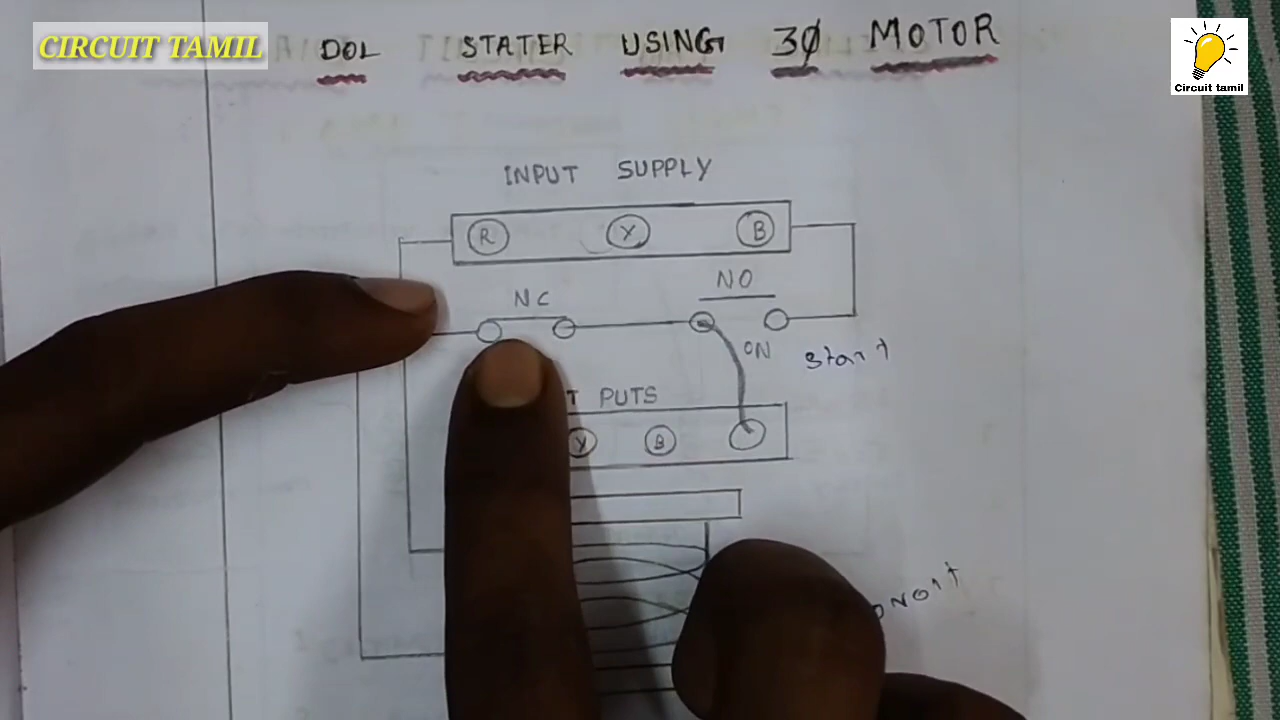 CIRCUIT TAMIL
DOL STATER USING 3Ø MOTOR
Circuit tamil
INPUT SUPPLY
R Y B
NC NO
ON start
T PUTS
Y B